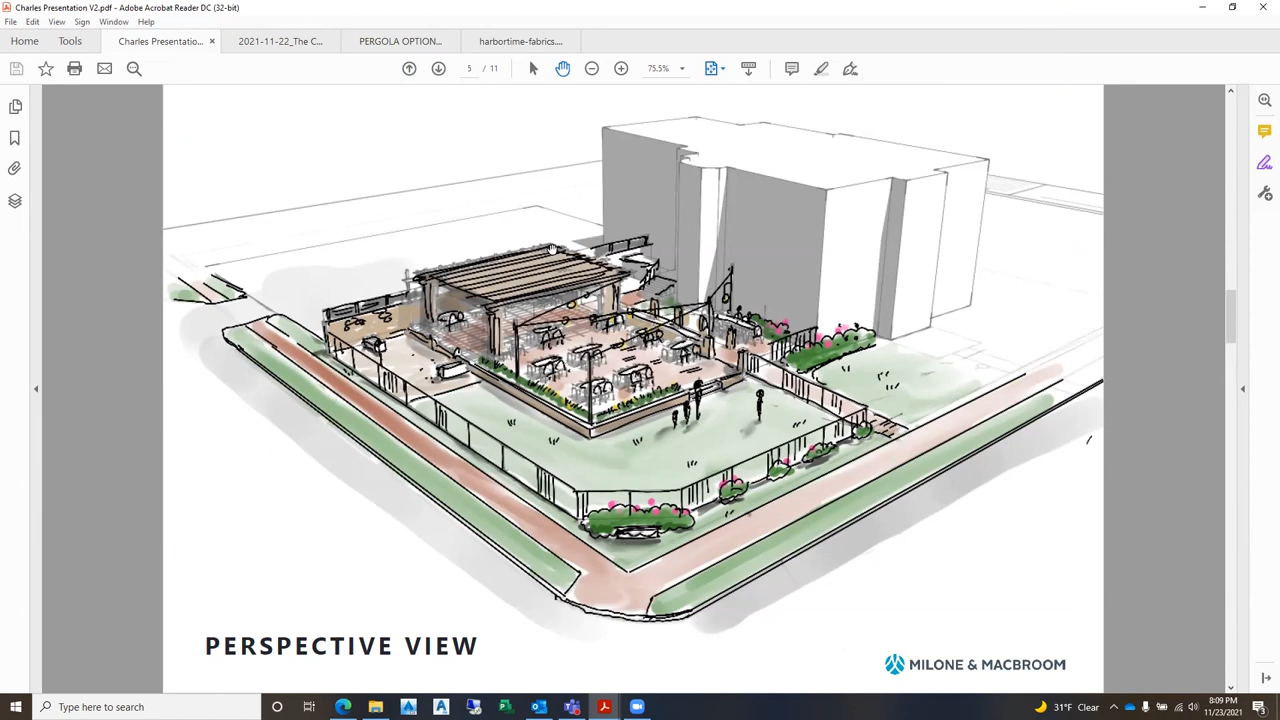 Charles Presentation V2.pdf - Adobe Acrobat Reader DC (32-bit)
File Edit View Sign Window Help
Home Tools Charles Presentatio... × 2021-11-22_The C... PERGOLA OPTION... harbortime-fabrics....
5 / 11 75.5%
PERSPECTIVE VIEW
MILONE & MACBROOM
Type here to search
31°F Clear
8:09 PM
11/23/2021
3